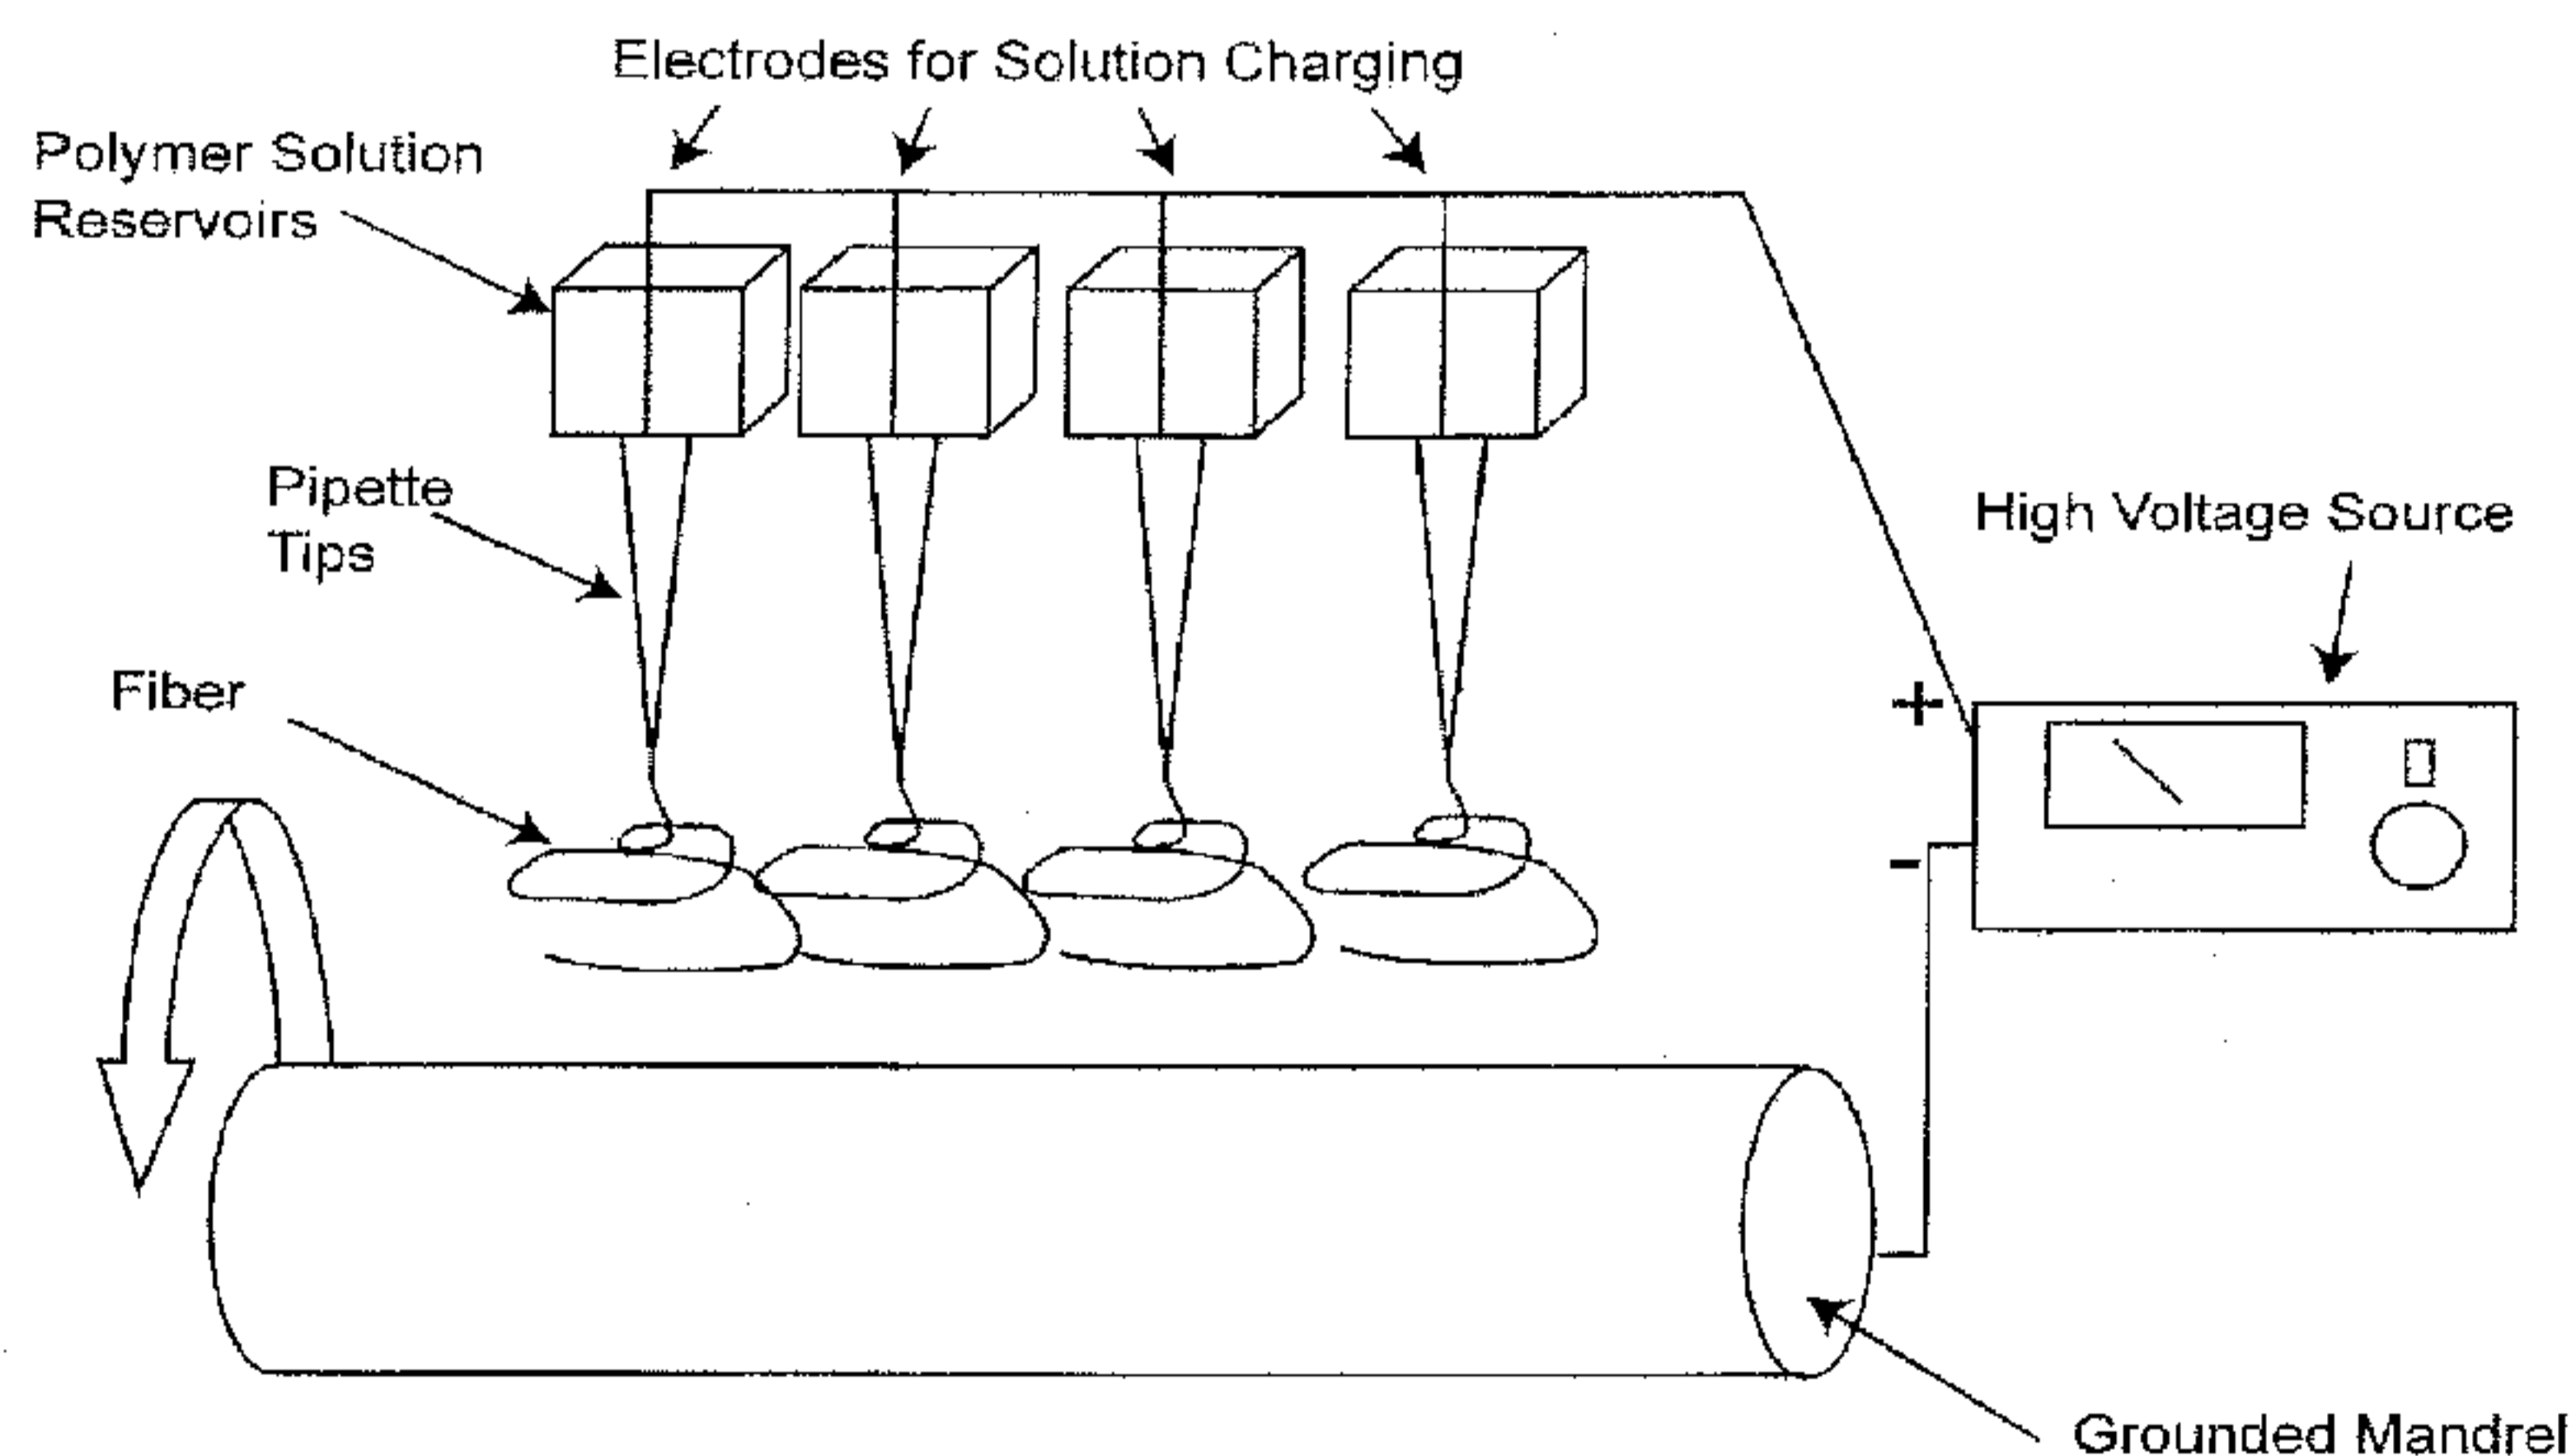 Electrodes for Solution Charging
Polymer Solution
Reservoirs
Pipette
Tips
High Voltage Source
Fiber
+
-
Grounded Mandrel